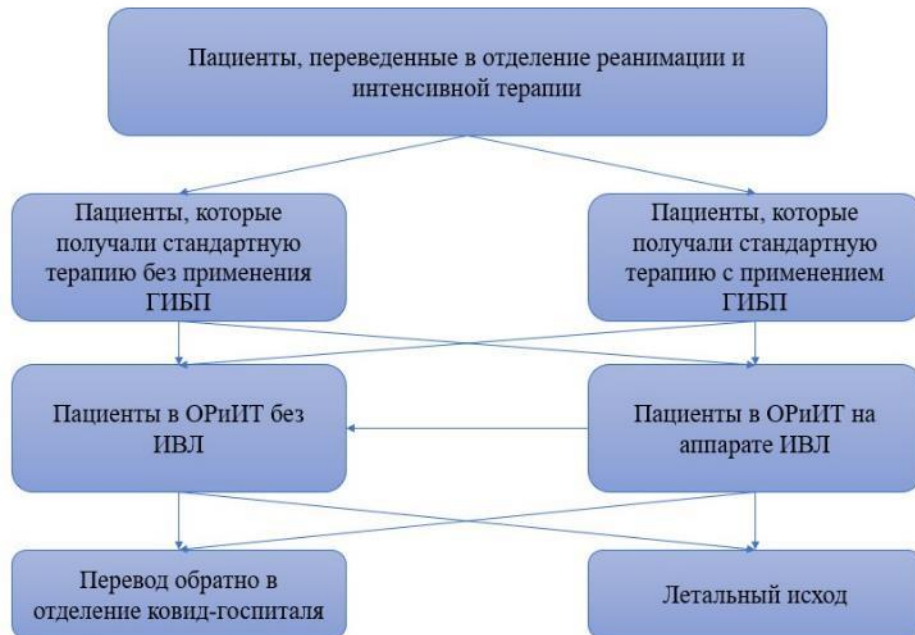 Пациенты, переведенные в отделение реанимации и
интенсивной терапии
Пациенты, которые
получали стандартную
терапию без применения
ГИБП
Пациенты, которые
получали стандартную
терапию с применением
ГИБП
Пациенты в ОРиИТ без
ИВЛ
Пациенты в ОРиИТ на
аппарате ИВЛ
Перевод обратно в
отделение ковид-госпиталя
Летальный исход